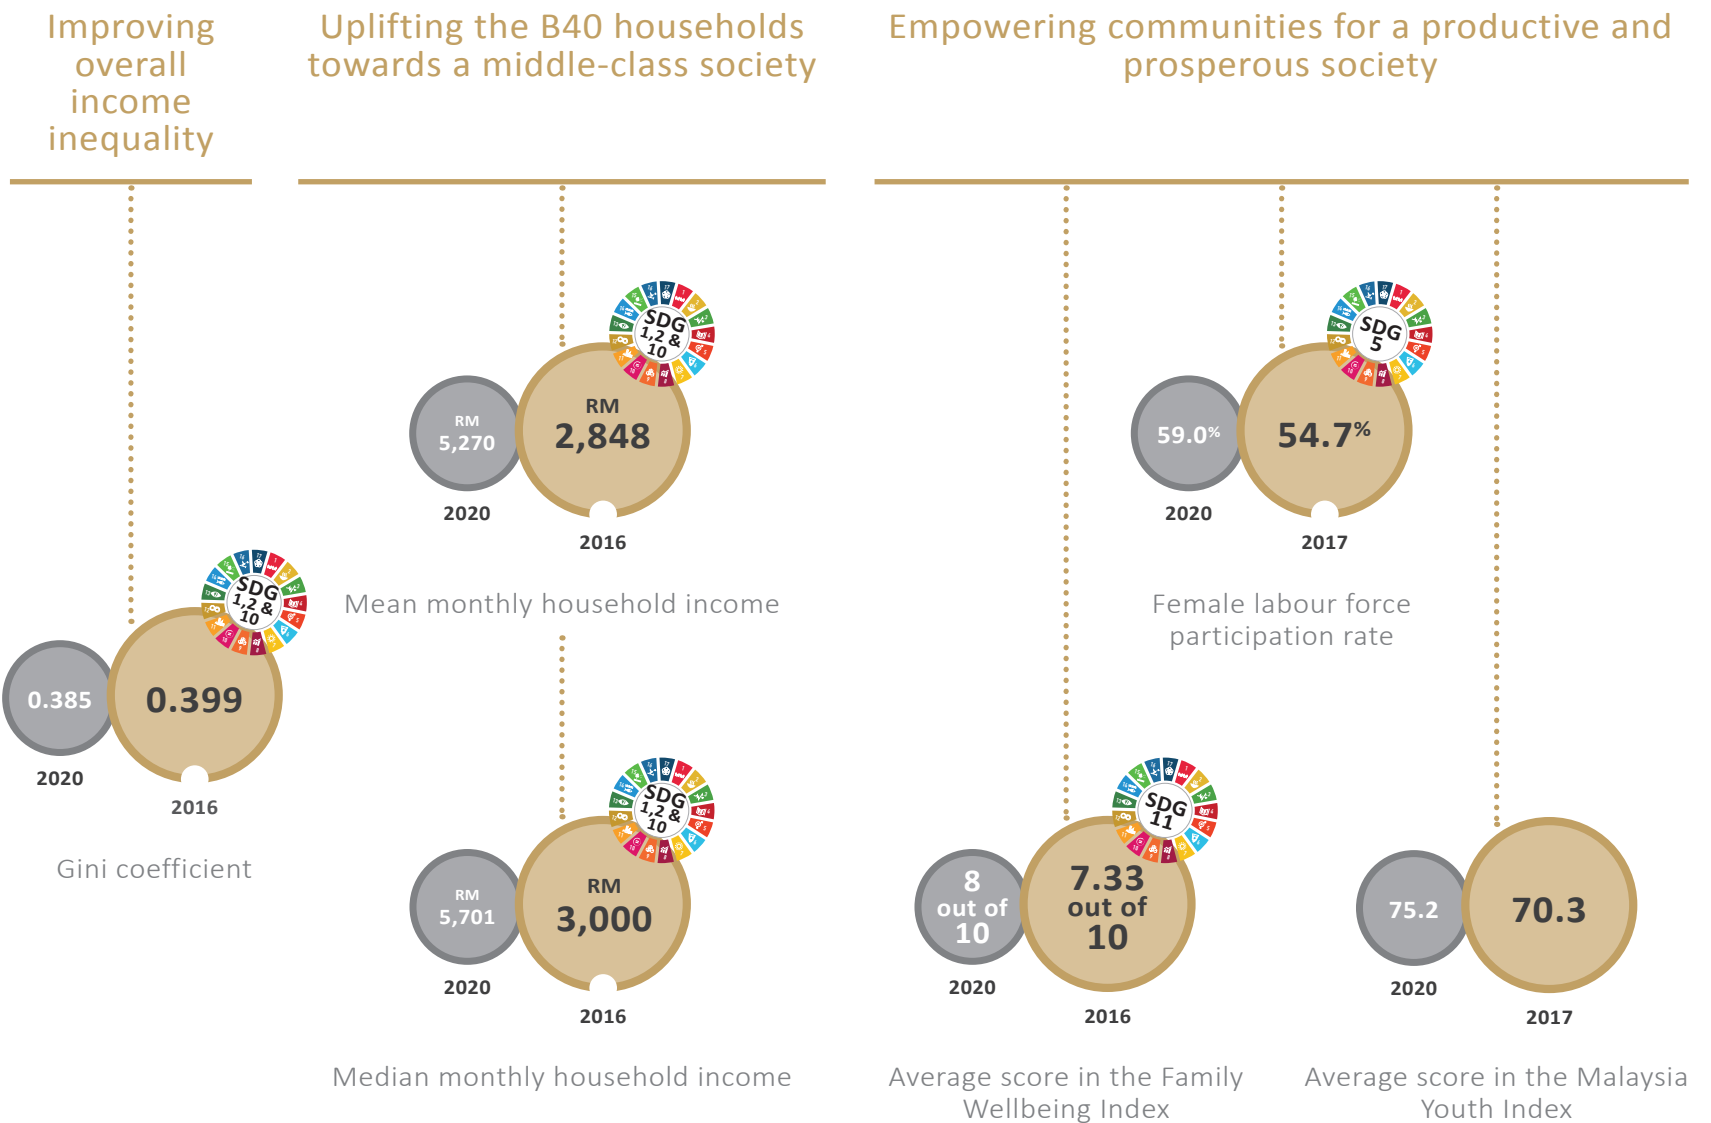 Improving
overall
income
inequality
Uplifting the B40 households
towards a middle-class society
Empowering communities for a productive and
prosperous society
SDG
1,2 &
10
0.385
0.399
2020
2016
Gini coefficient
SDG
1,2 &
10
RM
5,270
RM
2,848
2020
2016
Mean monthly household income
SDG
1,2 &
10
RM
5,701
RM
3,000
2020
2016
Median monthly household income
SDG
5
59.0%
54.7%
2020
2017
Female labour force
participation rate
SDG
11
8
out of
10
7.33
out of
10
2020
2016
Average score in the Family
Wellbeing Index
75.2
70.3
2020
2017
Average score in the Malaysia
Youth Index